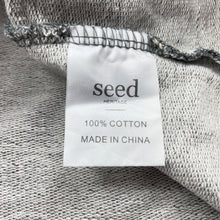 seed
HERITAGE
100% COTTON
MADE IN CHINA